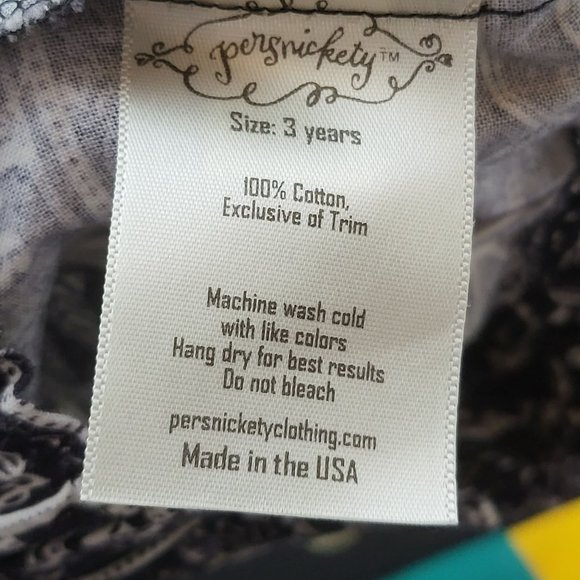 persnickety™
Size: 3 years
100% Cotton,
Exclusive of Trim
Machine wash cold
with like colors
Hang dry for best results
Do not bleach
persnicketyclothing.com
Made in the USA